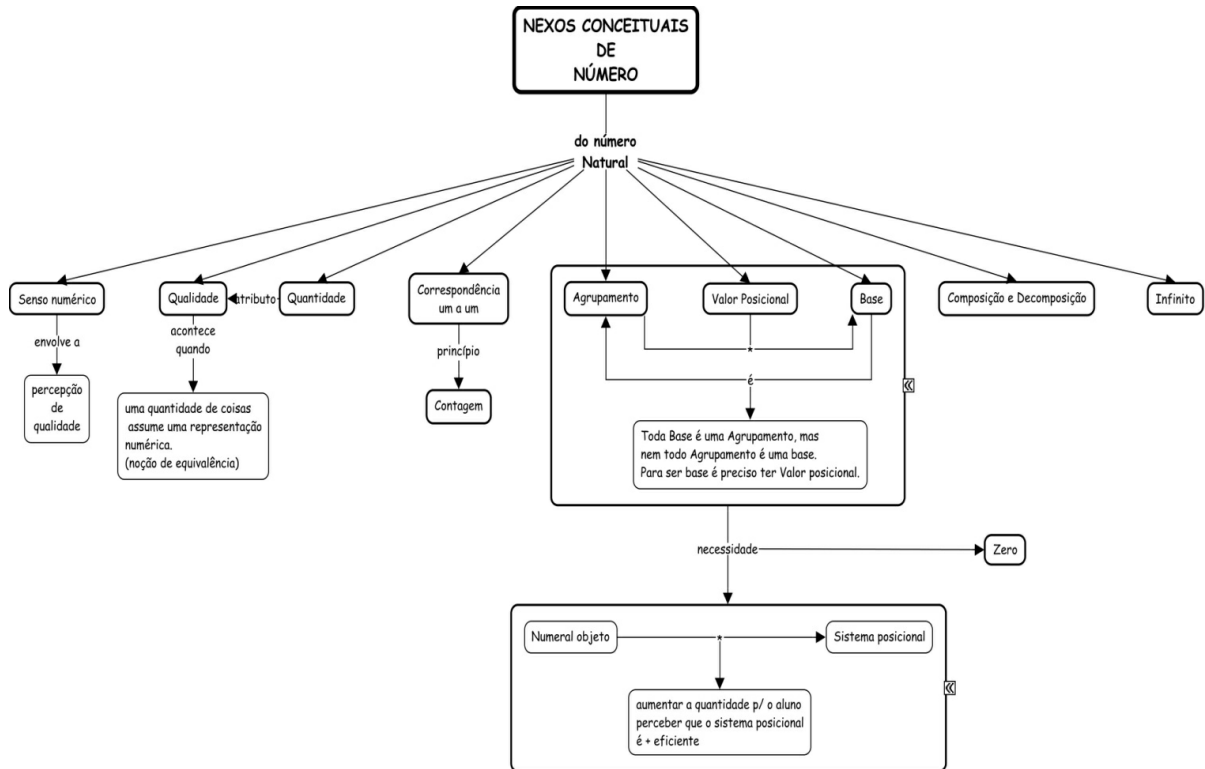 NEXOS CONCEITUAIS
DE
NÚMERO
do número
Natural
Senso numérico
Qualidade
atributo
Quantidade
Correspondência
um a um
Agrupamento
Valor Posicional
Base
Composição e Decomposição
Infinito
envolve a
acontece
quando
princípio
*
percepção
de
qualidade
uma quantidade de coisas
assume uma representação
numérica.
(noção de equivalência)
Contagem
é
Toda Base é uma Agrupamento, mas
nem todo Agrupamento é uma base.
Para ser base é preciso ter Valor posicional.
necessidade
Zero
Numeral objeto
*
Sistema posicional
aumentar a quantidade p/ o aluno
perceber que o sistema posicional
é + eficiente